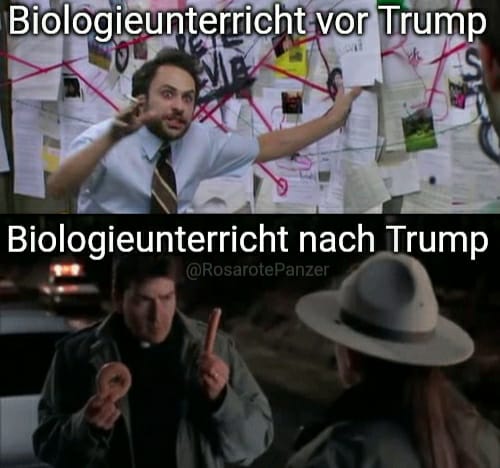 Biologieunterricht vor Trump
Biologieunterricht nach Trump
@RosarotePanzer